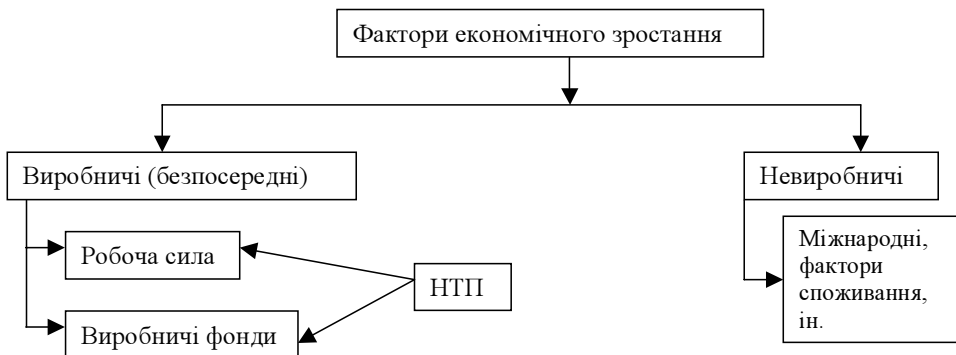 Фактори економічного зростання
Виробничі (безпосередні)
Невиробничі
Робоча сила
НТП
Виробничі фонди
Міжнародні,
фактори
споживання,
ін.